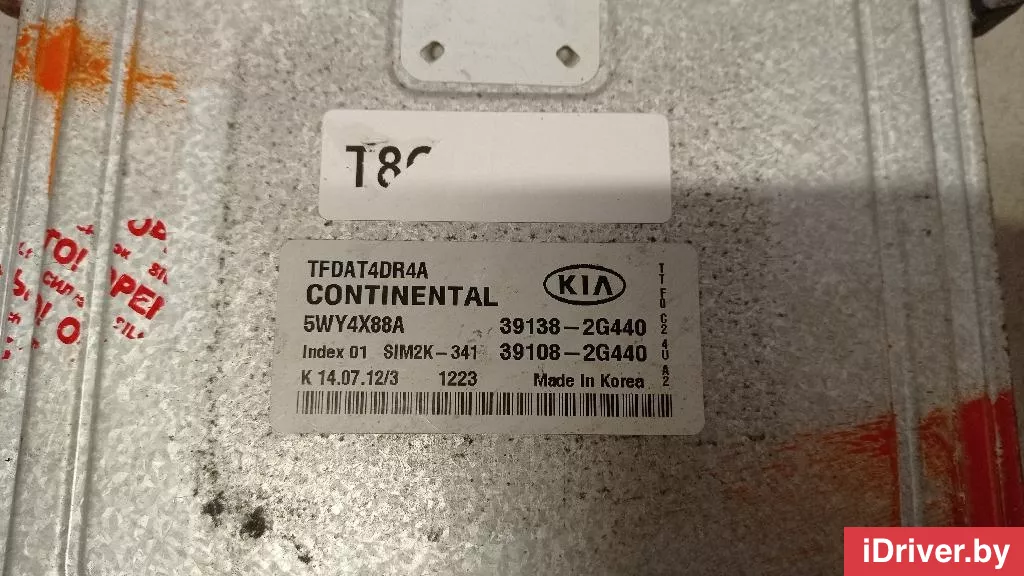 T8
TFDAT4DR4A
CONTINENTAL
KIA
5WY4X88A 39138-2G440
Index 01 SIM2K-341 39108-2G440
K 14.07.12/3 1223 Made In Korea
iDriver.by